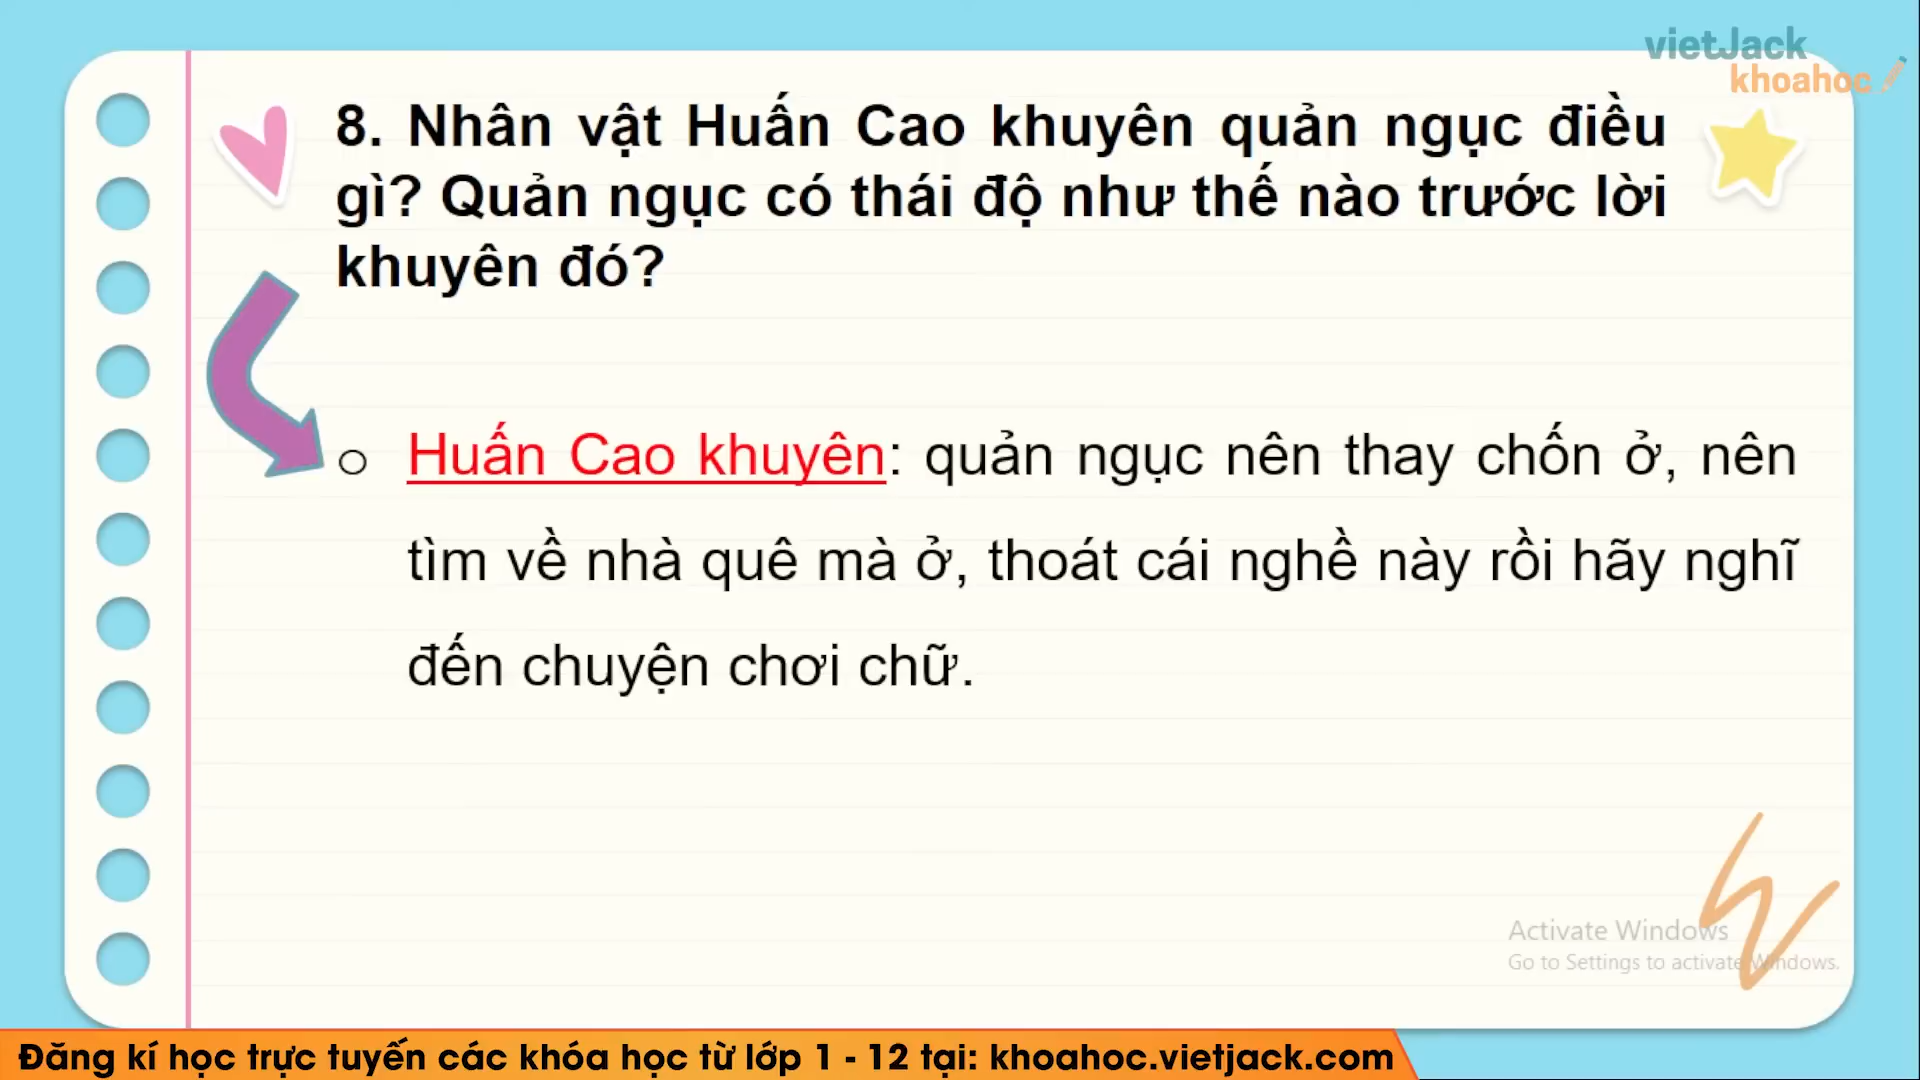 vietJack
khoahoc
8. Nhân vật Huấn Cao khuyên quản ngục điều
gì? Quản ngục có thái độ như thế nào trước lời
khuyên đó?
Huấn Cao khuyên: quản ngục nên thay chốn ở, nên
tìm về nhà quê mà ở, thoát cái nghề này rồi hãy nghĩ
đến chuyện chơi chữ.
Activate Windows
Go to Settings to activate Windows.
Đăng kí học trực tuyến các khóa học từ lớp 1 - 12 tại: khoahoc.vietjack.com